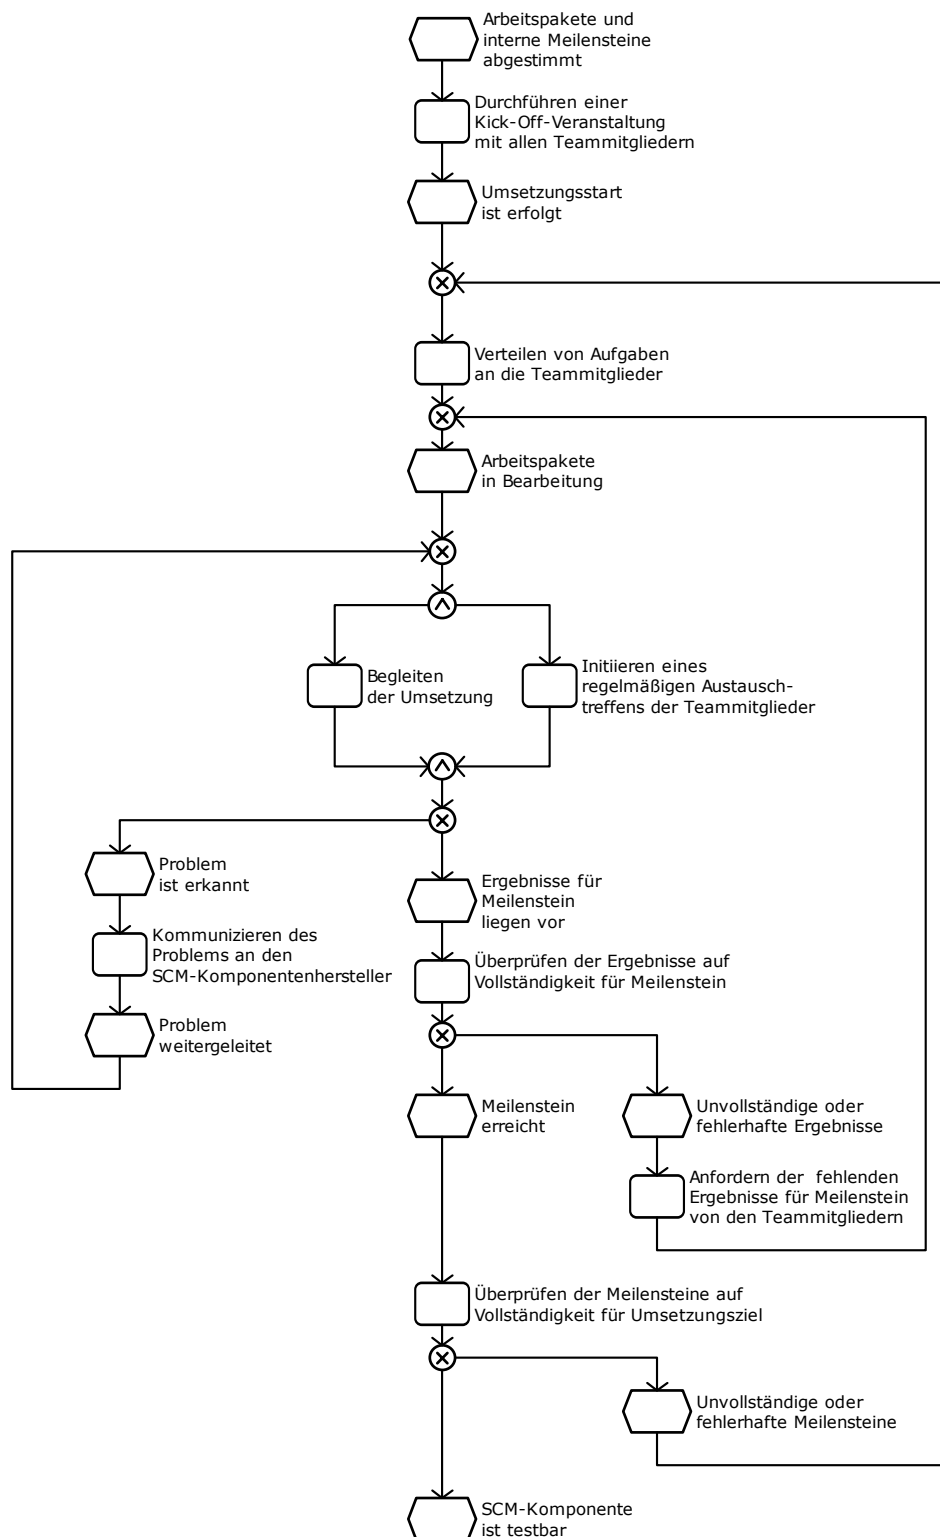 Arbeitspakete und
interne Meilensteine
abgestimmt
Durchführen einer
Kick-Off-Veranstaltung
mit allen Teammitgliedern
Umsetzungsstart
ist erfolgt
Verteilen von Aufgaben
an die Teammitglieder
Arbeitspakete
in Bearbeitung
Begleiten
der Umsetzung
Initiieren eines
regelmäßigen Austausch-
treffens der Teammitglieder
Problem
ist erkannt
Kommunizieren des
Problems an den
SCM-Komponentenhersteller
Problem
weitergeleitet
Ergebnisse für
Meilenstein
liegen vor
Überprüfen der Ergebnisse auf
Vollständigkeit für Meilenstein
Meilenstein
erreicht
Unvollständige oder
fehlerhafte Ergebnisse
Anfordern der  fehlenden
Ergebnisse für Meilenstein
von den Teammitgliedern
Überprüfen der Meilensteine auf
Vollständigkeit für Umsetzungsziel
Unvollständige oder
fehlerhafte Meilensteine
SCM-Komponente
ist testbar